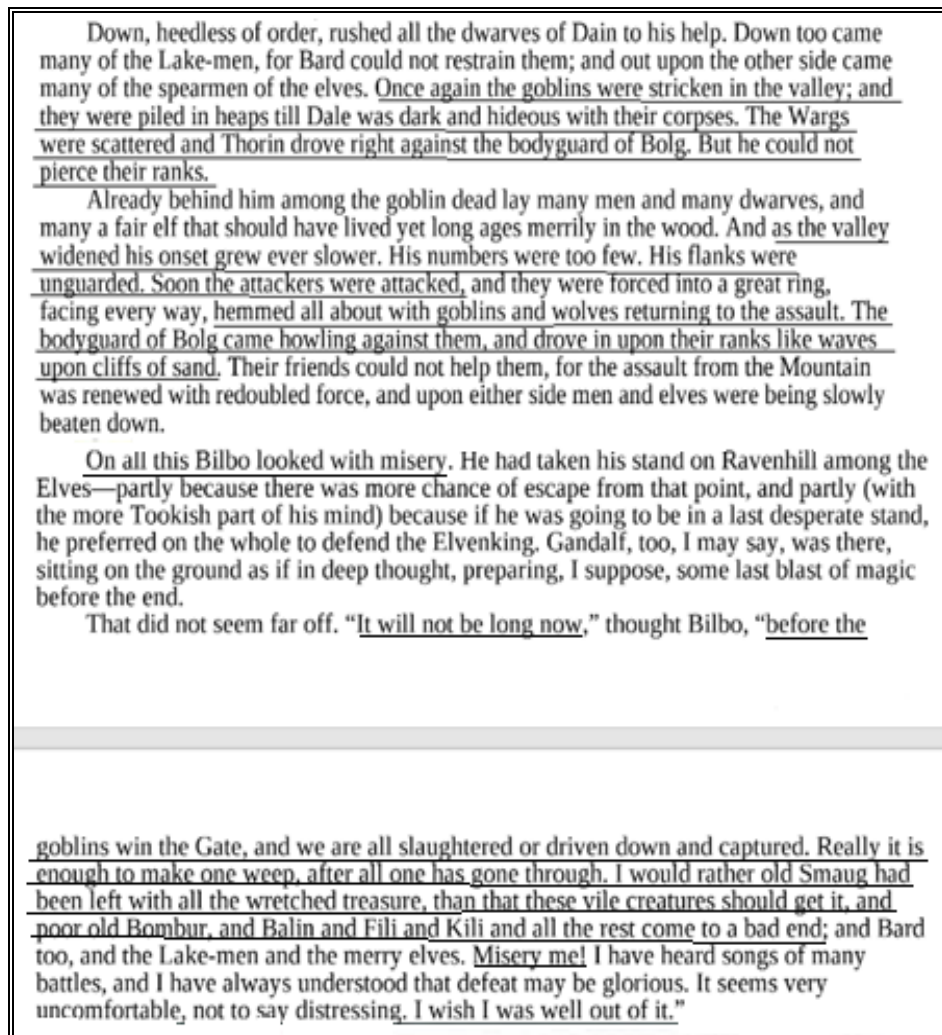 Down, heedless of order, rushed all the dwarves of Dain to his help. Down too came
many of the Lake-men, for Bard could not restrain them; and out upon the other side came
many of the spearmen of the elves. Once again the goblins were stricken in the valley; and
they were piled in heaps till Dale was dark and hideous with their corpses. The Wargs
were scattered and Thorin drove right against the bodyguard of Bolg. But he could not
pierce their ranks.
Already behind him among the goblin dead lay many men and many dwarves, and
many a fair elf that should have lived yet long ages merrily in the wood. And as the valley
widened his onset grew ever slower. His numbers were too few. His flanks were
unguarded. Soon the attackers were attacked, and they were forced into a great ring,
facing every way, hemmed all about with goblins and wolves returning to the assault. The
bodyguard of Bolg came howling against them, and drove in upon their ranks like waves
upon cliffs of sand. Their friends could not help them, for the assault from the Mountain
was renewed with redoubled force, and upon either side men and elves were being slowly
beaten down.
On all this Bilbo looked with misery. He had taken his stand on Ravenhill among the
Elves—partly because there was more chance of escape from that point, and partly (with
the more Tookish part of his mind) because if he was going to be in a last desperate stand,
he preferred on the whole to defend the Elvenking. Gandalf, too, I may say, was there,
sitting on the ground as if in deep thought, preparing, I suppose, some last blast of magic
before the end.
That did not seem far off. “It will not be long now,” thought Bilbo, “before the
goblins win the Gate, and we are all slaughtered or driven down and captured. Really it is
enough to make one weep, after all one has gone through. I would rather old Smaug had
been left with all the wretched treasure, than that these vile creatures should get it, and
poor old Bombur, and Balin and Fili and Kili and all the rest come to a bad end; and Bard
too, and the Lake-men and the merry elves. Misery me! I have heard songs of many
battles, and I have always understood that defeat may be glorious. It seems very
uncomfortable, not to say distressing. I wish I was well out of it.”